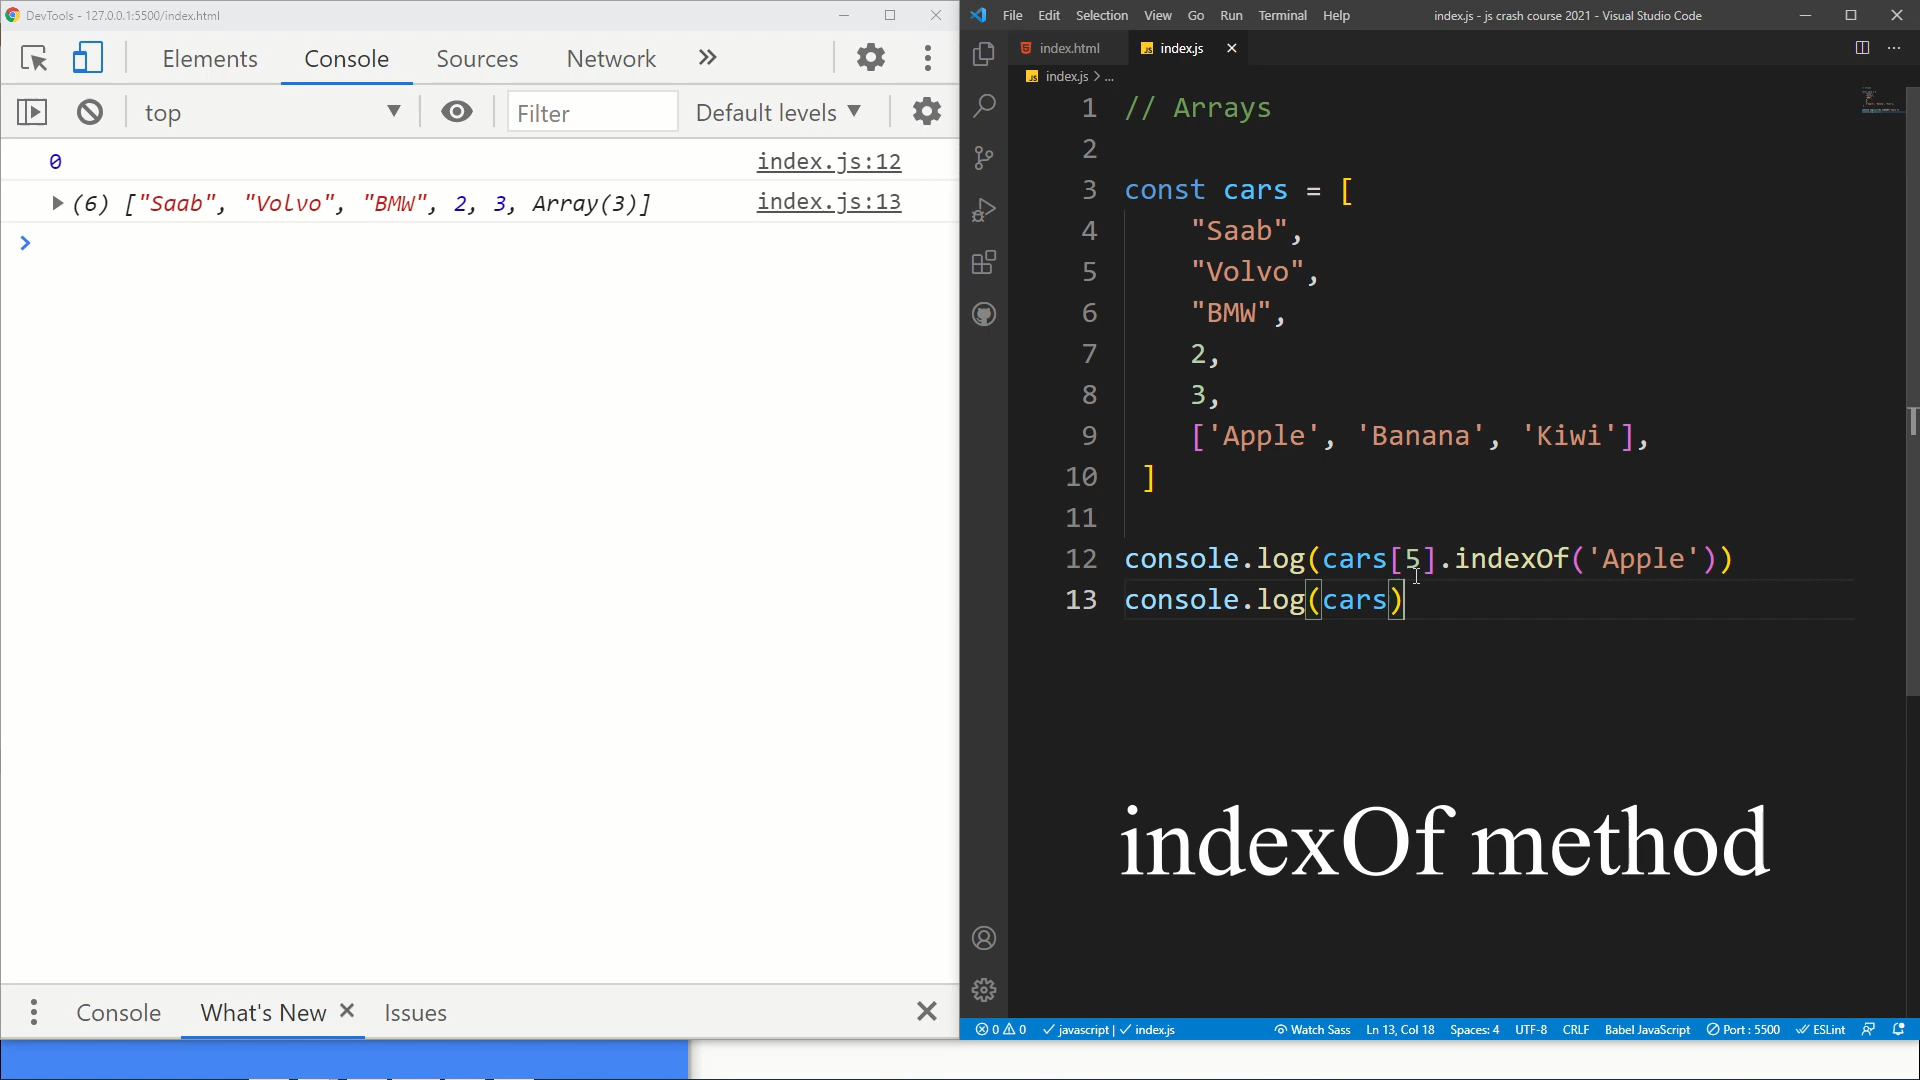 DevTools - 127.0.0.1:5500/index.html
Elements Console Sources Network
top Filter Default levels ▼
0 index.js:12
(6) ["Saab", "Volvo", "BMW", 2, 3, Array(3)] index.js:13
Console What's New Issues
File Edit Selection View Go Run Terminal Help index.js - js crash course 2021 - Visual Studio Code
index.html index.js
index.js > ...
1 // Arrays
2
3 const cars = [
4 "Saab",
5 "Volvo",
6 "BMW",
7 2,
8 3,
9 ['Apple', 'Banana', 'Kiwi'],
10 ]
11
12 console.log(cars[5].indexOf('Apple'))
13 console.log(cars)
indexOf method
0 0 javascript | index.js Watch Sass Ln 13, Col 18 Spaces: 4 UTF-8 CRLF Babel JavaScript Port : 5500 ESLint